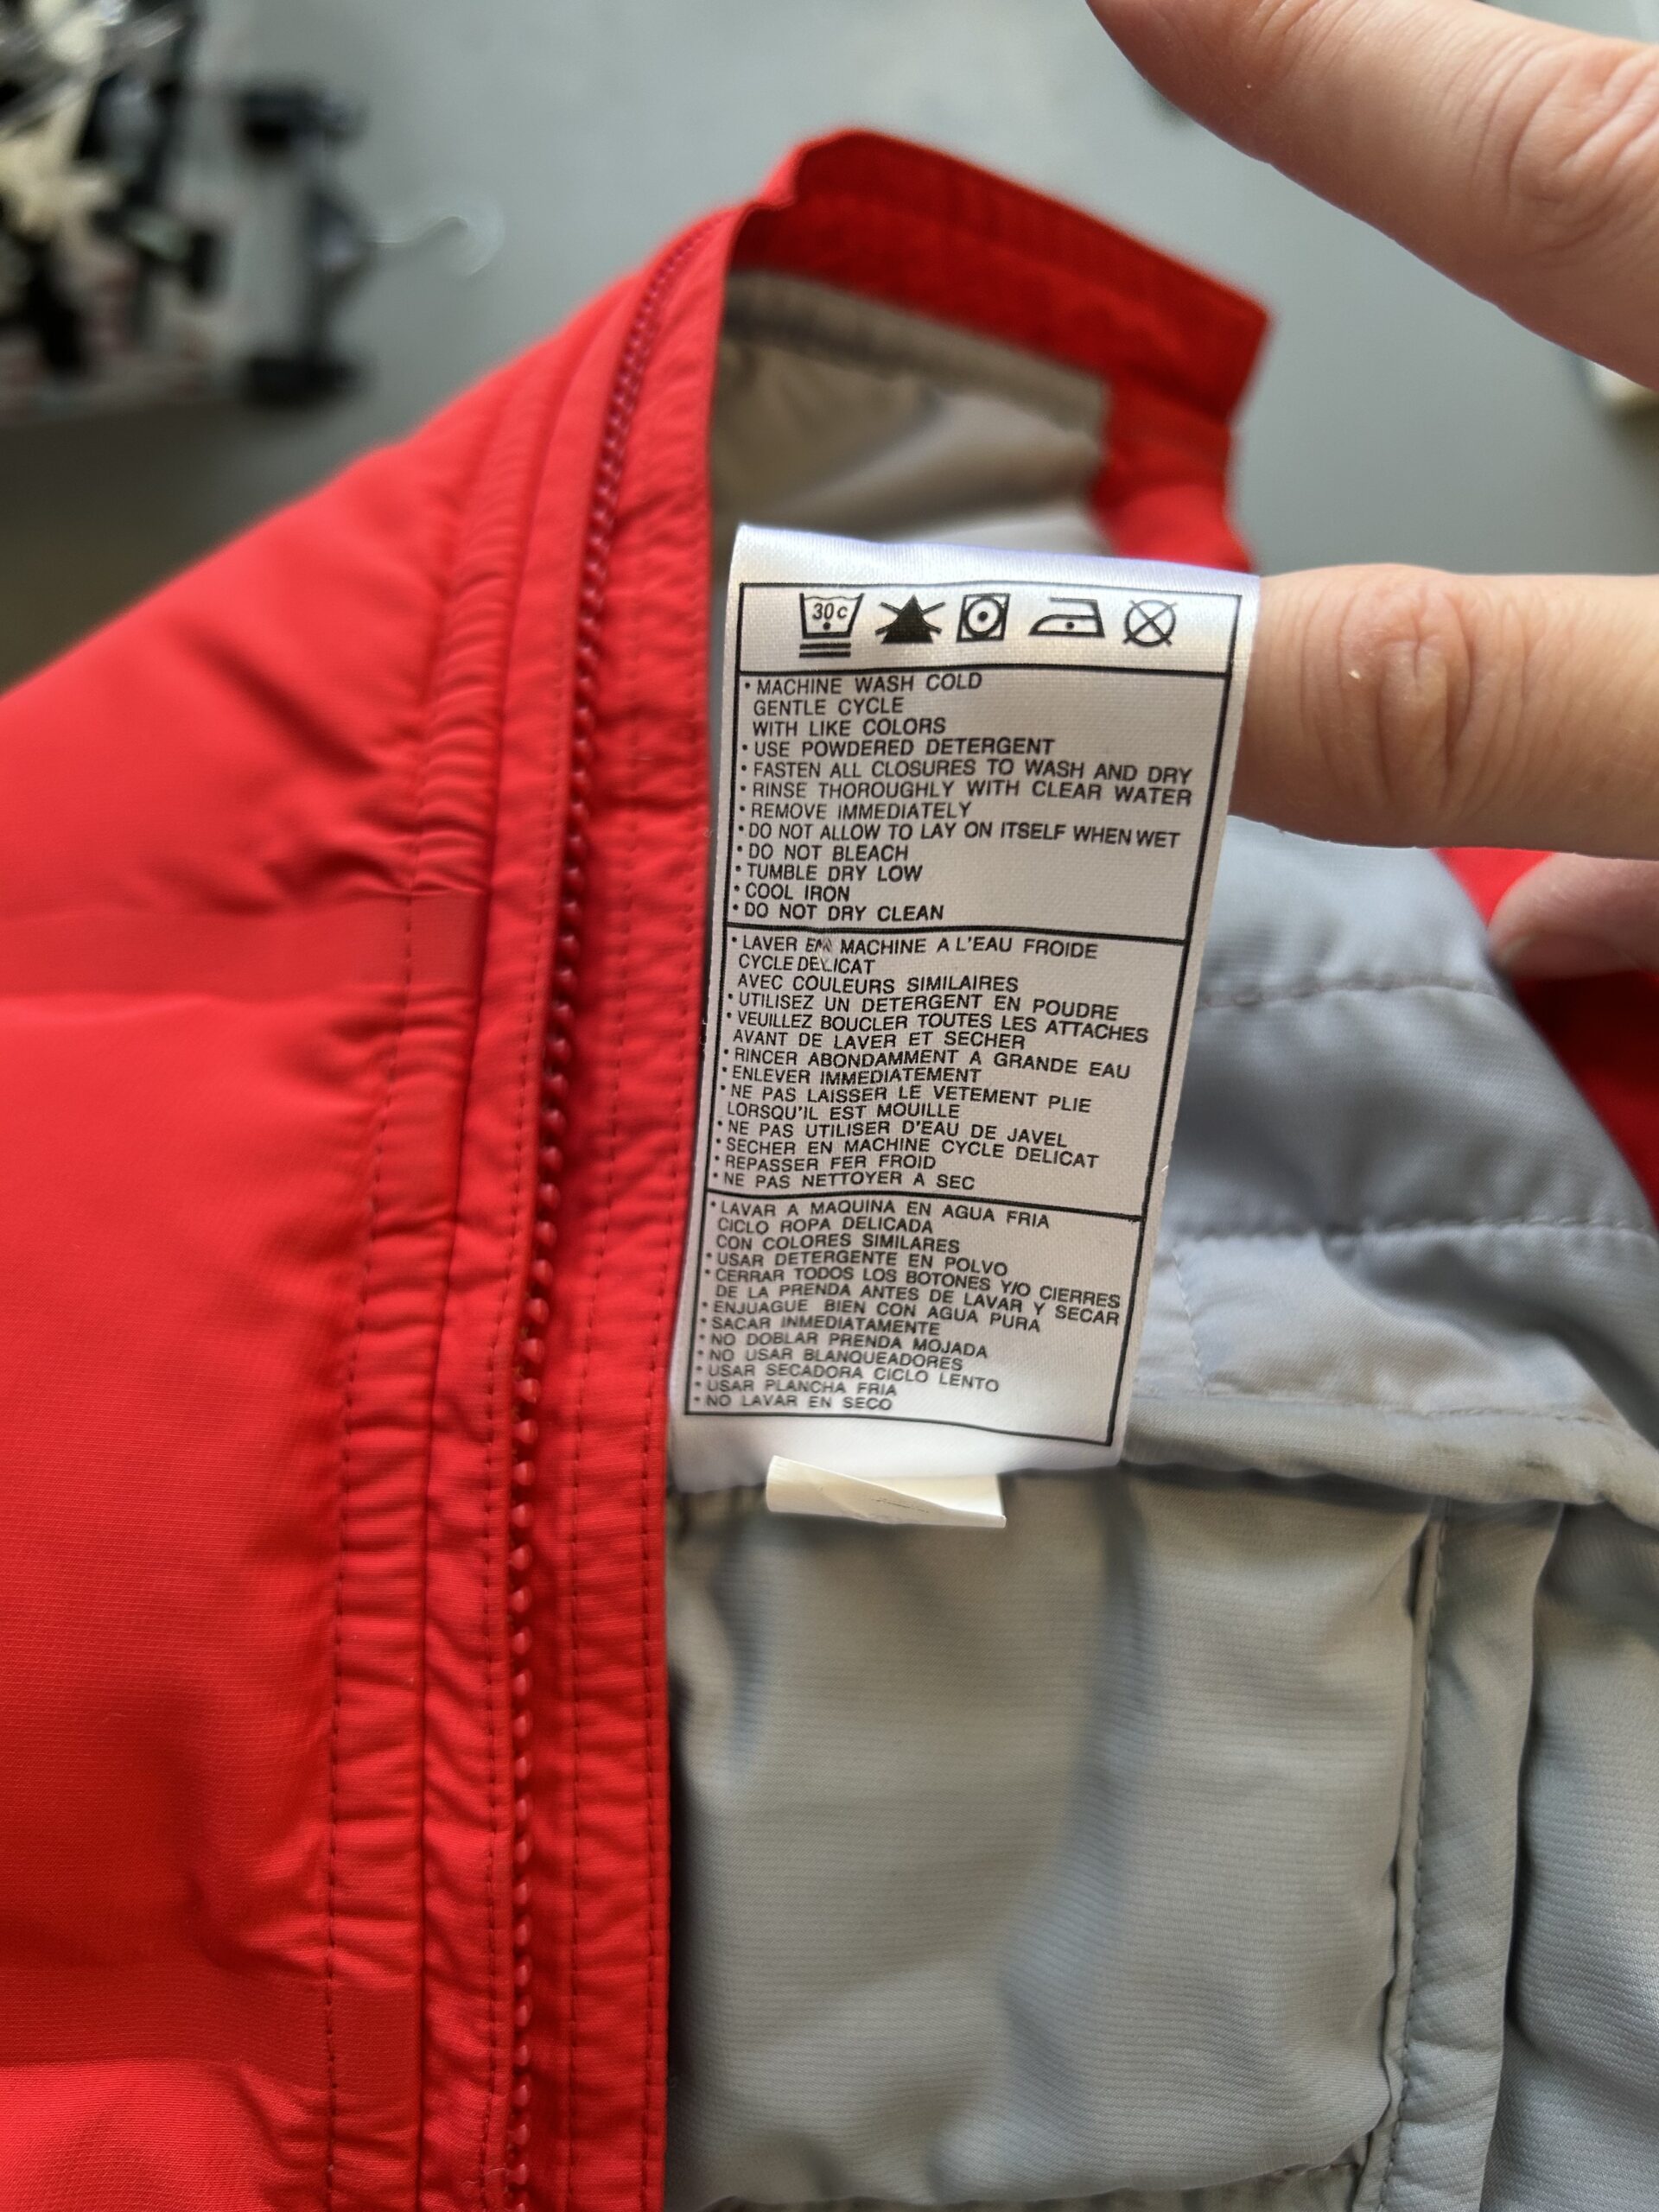 30c
• MACHINE WASH COLD
GENTLE CYCLE
WITH LIKE COLORS
• USE POWDERED DETERGENT
• FASTEN ALL CLOSURES TO WASH AND DRY
• RINSE THOROUGHLY WITH CLEAR WATER
• REMOVE IMMEDIATELY
• DO NOT ALLOW TO LAY ON ITSELF WHEN WET
• DO NOT BLEACH
• TUMBLE DRY LOW
• COOL IRON
• DO NOT DRY CLEAN
• LAVER EN MACHINE A L'EAU FROIDE
CYCLE DELICAT
AVEC COULEURS SIMILAIRES
• UTILISEZ UN DETERGENT EN POUDRE
• VEUILLEZ BOUCLER TOUTES LES ATTACHES
AVANT DE LAVER ET SECHER
• RINCER ABONDAMMENT A GRANDE EAU
• ENLEVER IMMEDIATEMENT
• NE PAS LAISSER LE VETEMENT PLIE
LORSQU'IL EST MOUILLE
• NE PAS UTILISER D'EAU DE JAVEL
• SECHER EN MACHINE CYCLE DELICAT
• REPASSER FER FROID
• NE PAS NETTOYER A SEC
• LAVAR A MAQUINA EN AGUA FRIA
CICLO ROPA DELICADA
CON COLORES SIMILARES
• USAR DETERGENTE EN POLVO
• CERRAR TODOS LOS BOTONES Y/O CIERRES
DE LA PRENDA ANTES DE LAVAR Y SECAR
• ENJUAGUE BIEN CON AGUA PURA
• SACAR INMEDIATAMENTE
• NO DOBLAR PRENDA MOJADA
• NO USAR BLANQUEADORES
• USAR SECADORA CICLO LENTO
• USAR PLANCHA FRIA
• NO LAVAR EN SECO